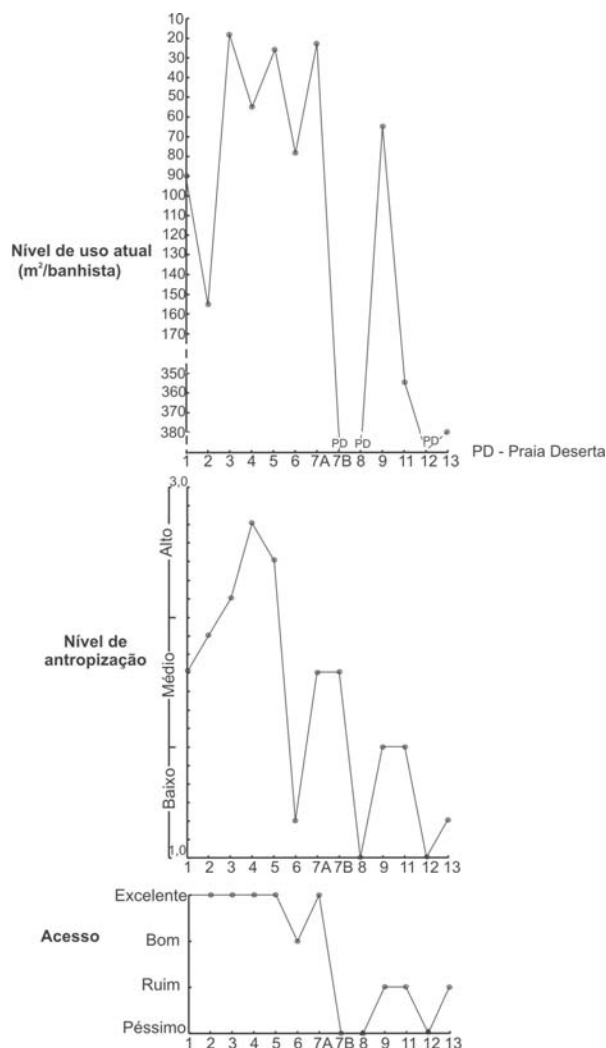 10
20
30
40
50
60
70
80
90
100
110
120
130
140
150
160
170
350
360
370
380
Nível de uso atual
(m²/banhista)
PD PD PD
1 2 3 4 5 6 7A 7B 8 9 11 12 13
PD - Praia Deserta
3,0
Alto
Médio
Baixo
1,0
Nível de
antropização
1 2 3 4 5 6 7A 7B 8 9 11 12 13
Acesso
Excelente
Bom
Ruim
Péssimo
1 2 3 4 5 6 7A 7B 8 9 11 12 13